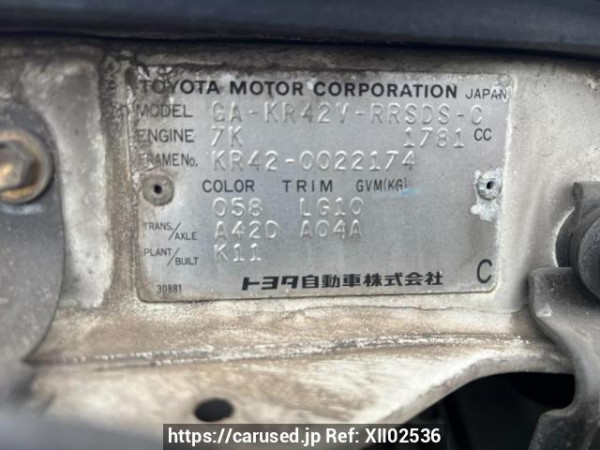 TOYOTA MOTOR CORPORATION JAPAN
MODEL GA-KR42V-RRSDS-C
ENGINE 7K 1781 CC
FRAME No. KR42-0022174
COLOR TRIM GVM(KG)
058 LG10
TRANS./AXLE A42D A04A
PLANT/BUILT K11
トヨタ自動車株式会社 C
30881
https://carused.jp Ref: XII02536